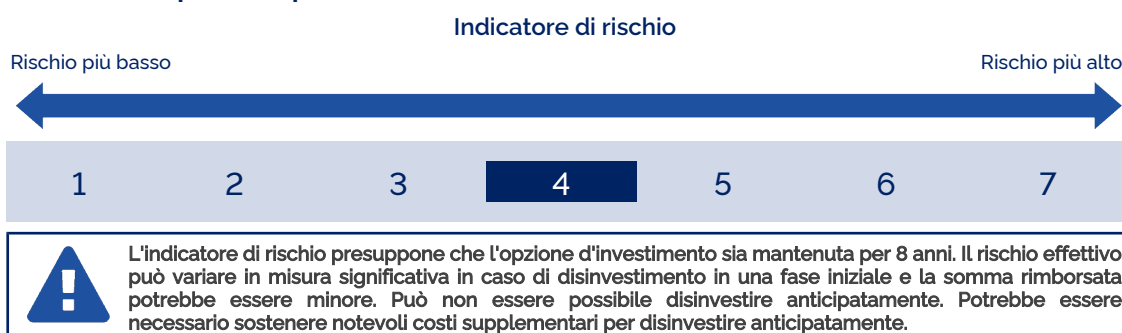 Indicatore di rischio
Rischio più basso
Rischio più alto
1 2 3 4 5 6 7
L'indicatore di rischio presuppone che l'opzione d'investimento sia mantenuta per 8 anni. Il rischio effettivo
può variare in misura significativa in caso di disinvestimento in una fase iniziale e la somma rimborsata
potrebbe essere minore. Può non essere possibile disinvestire anticipatamente. Potrebbe essere
necessario sostenere notevoli costi supplementari per disinvestire anticipatamente.